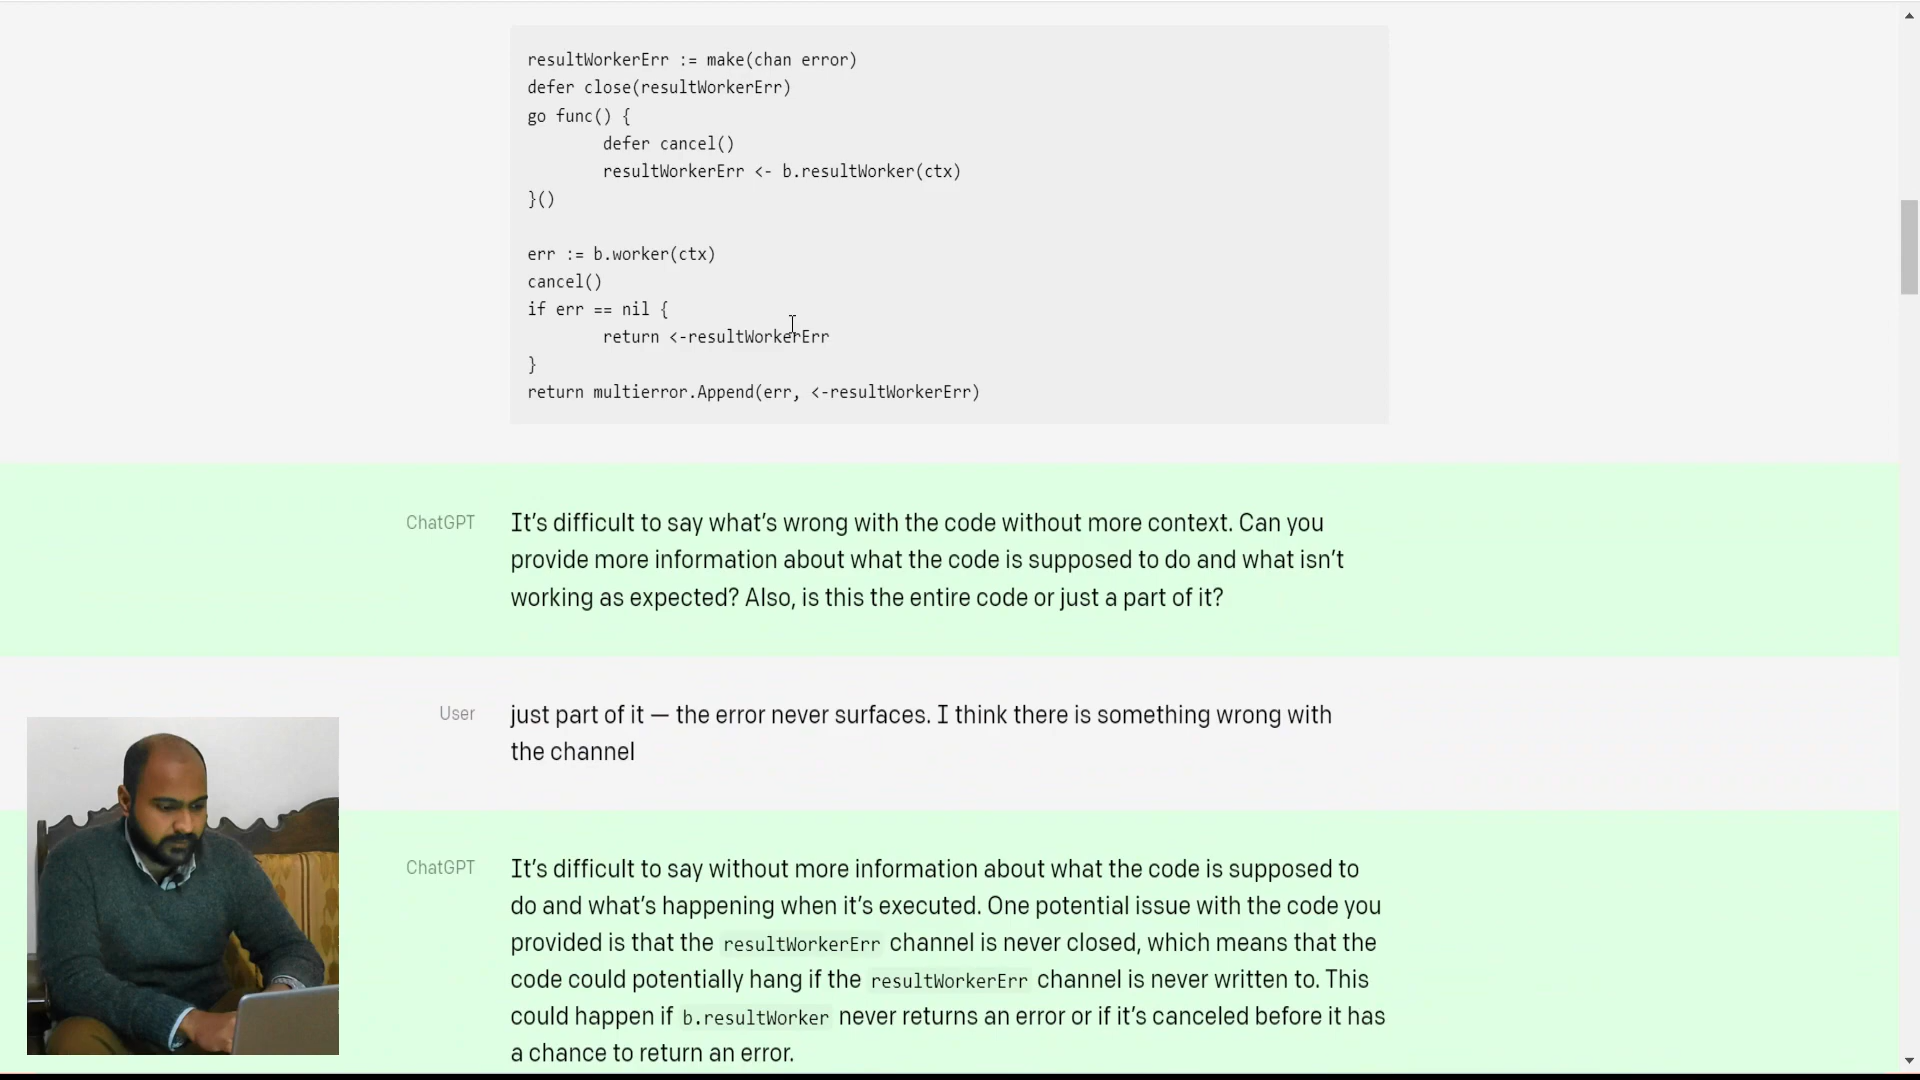 resultWorkerErr := make(chan error)
defer close(resultWorkerErr)
go func() {
        defer cancel()
        resultWorkerErr <- b.resultWorker(ctx)
}()

err := b.worker(ctx)
cancel()
if err == nil {
        return <-resultWorkerErr
}
return multierror.Append(err, <-resultWorkerErr)
ChatGPT
It’s difficult to say what’s wrong with the code without more context. Can you
provide more information about what the code is supposed to do and what isn’t
working as expected? Also, is this the entire code or just a part of it?
User
just part of it — the error never surfaces. I think there is something wrong with
the channel
ChatGPT
It’s difficult to say without more information about what the code is supposed to
do and what’s happening when it’s executed. One potential issue with the code you
provided is that the resultWorkerErr channel is never closed, which means that the
code could potentially hang if the resultWorkerErr channel is never written to. This
could happen if b.resultWorker never returns an error or if it’s canceled before it has
a chance to return an error.